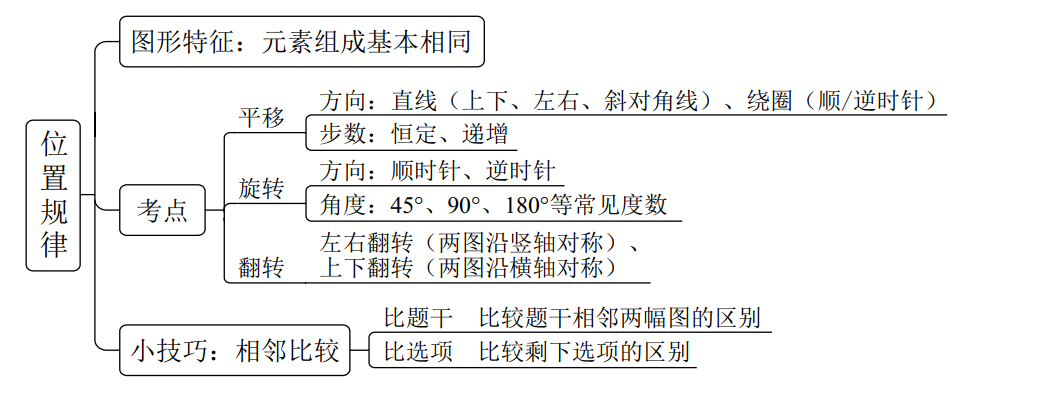 位置规律
图形特征：元素组成基本相同
考点
平移
方向：直线（上下、左右、斜对角线）、绕圈（顺/逆时针）
步数：恒定、递增
旋转
方向：顺时针、逆时针
角度：45°、90°、180°等常见度数
翻转
左右翻转（两图沿竖轴对称）、
上下翻转（两图沿横轴对称）
小技巧：相邻比较
比题干 比较题干相邻两幅图的区别
比选项 比较剩下选项的区别